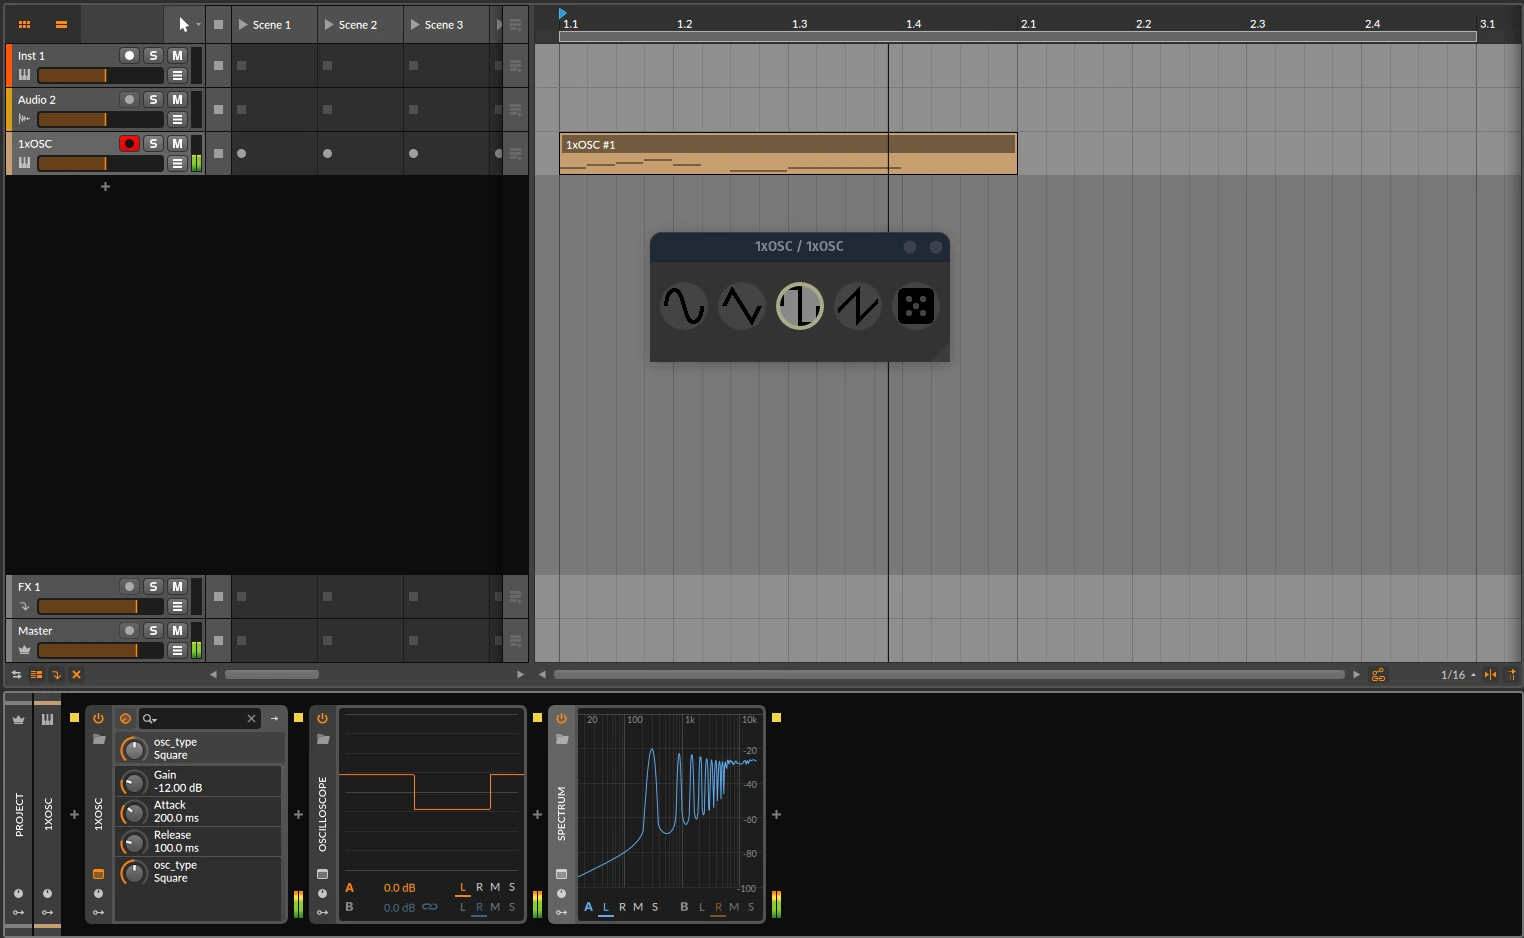 Scene 1 Scene 2 Scene 3
1.1 1.2 1.3 1.4 2.1 2.2 2.3 2.4 3.1
Inst 1 S M
Audio 2 S M
1xOSC S M
1xOSC #1
1xOSC / 1xOSC
FX 1 S M
Master S M
1/16
PROJECT
1XOSC
1XOSC
osc_type
Square
Gain
-12.00 dB
Attack
200.0 ms
Release
100.0 ms
osc_type
Square
OSCILLOSCOPE
A 0.0 dB L R M S
B 0.0 dB L R M S
SPECTRUM
20 100 1k 10k
-20
-40
-60
-80
-100
A L R M S B L R M S